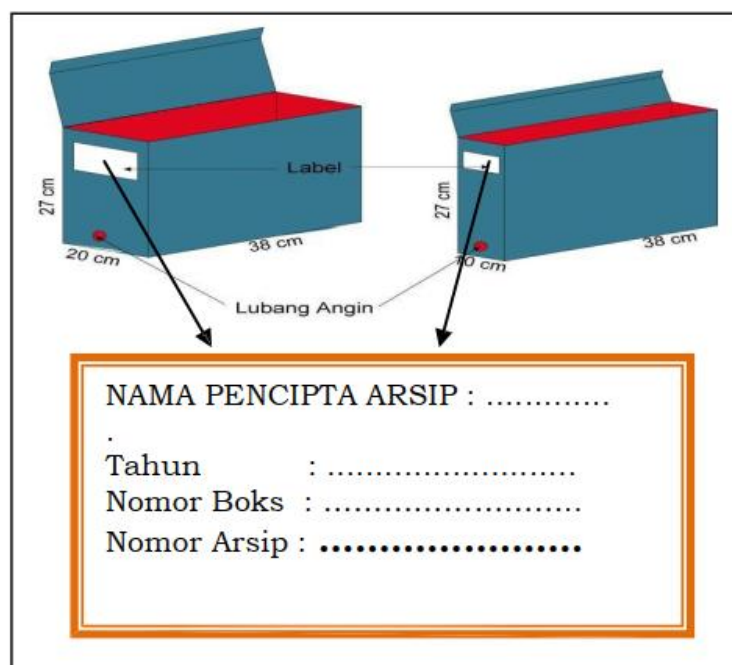 Label
27 cm
20 cm
38 cm
27 cm
10 cm
38 cm
Lubang Angin
NAMA PENCIPTA ARSIP : .............
.
Tahun : .........................
Nomor Boks : ..........................
Nomor Arsip : ......................